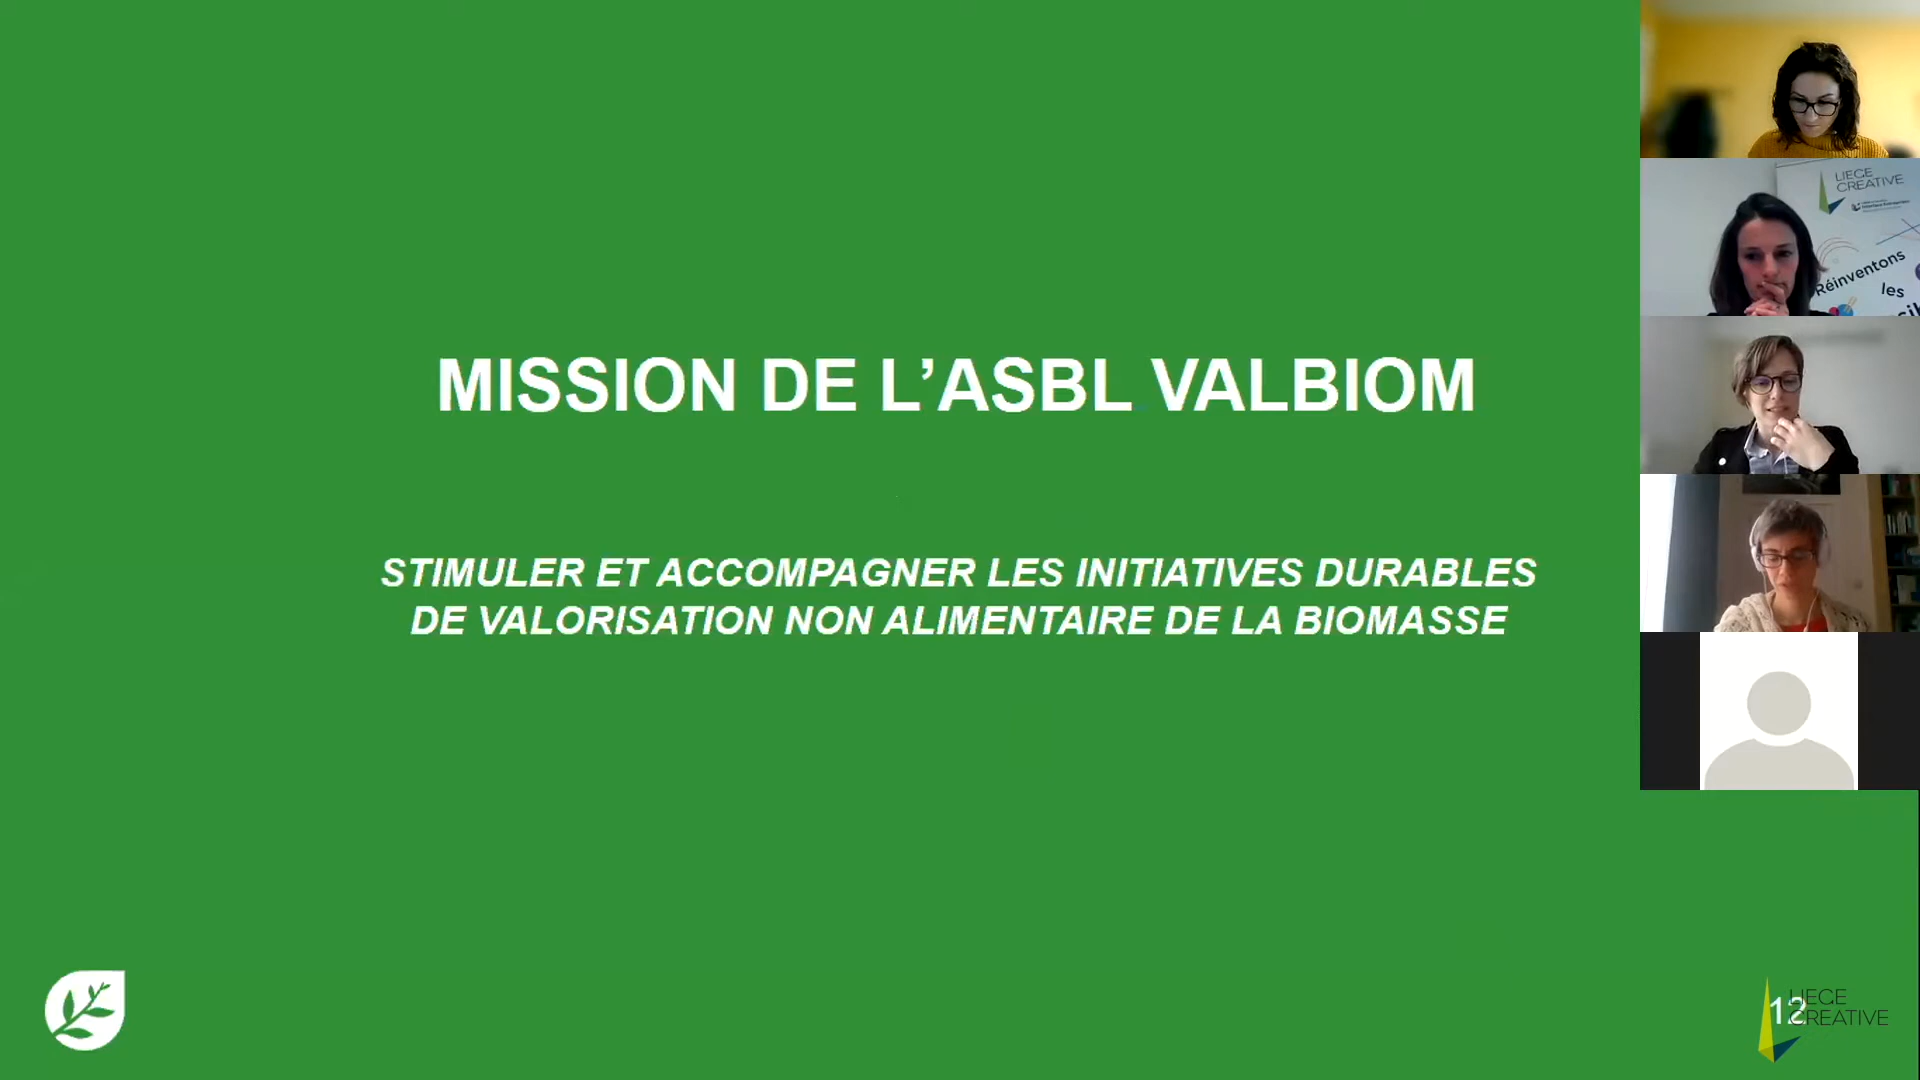 MISSION DE L’ASBL VALBIOM
STIMULER ET ACCOMPAGNER LES INITIATIVES DURABLES
DE VALORISATION NON ALIMENTAIRE DE LA BIOMASSE
LIEGE
CREATIVE
Réinventons
les
12
LIEGE
CREATIVE